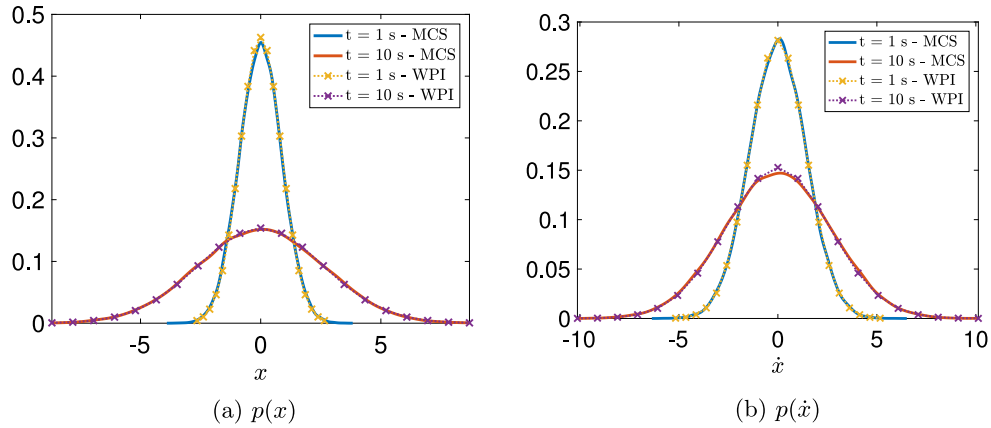 0.5
0.4
0.3
0.2
0.1
0
-5
0
5
x
t = 1 s - MCS
t = 10 s - MCS
t = 1 s - WPI
t = 10 s - WPI
(a) p(x)
0.3
0.25
0.2
0.15
0.1
0.05
0
-10
-5
0
5
10
ẋ
t = 1 s - MCS
t = 10 s - MCS
t = 1 s - WPI
t = 10 s - WPI
(b) p(ẋ)